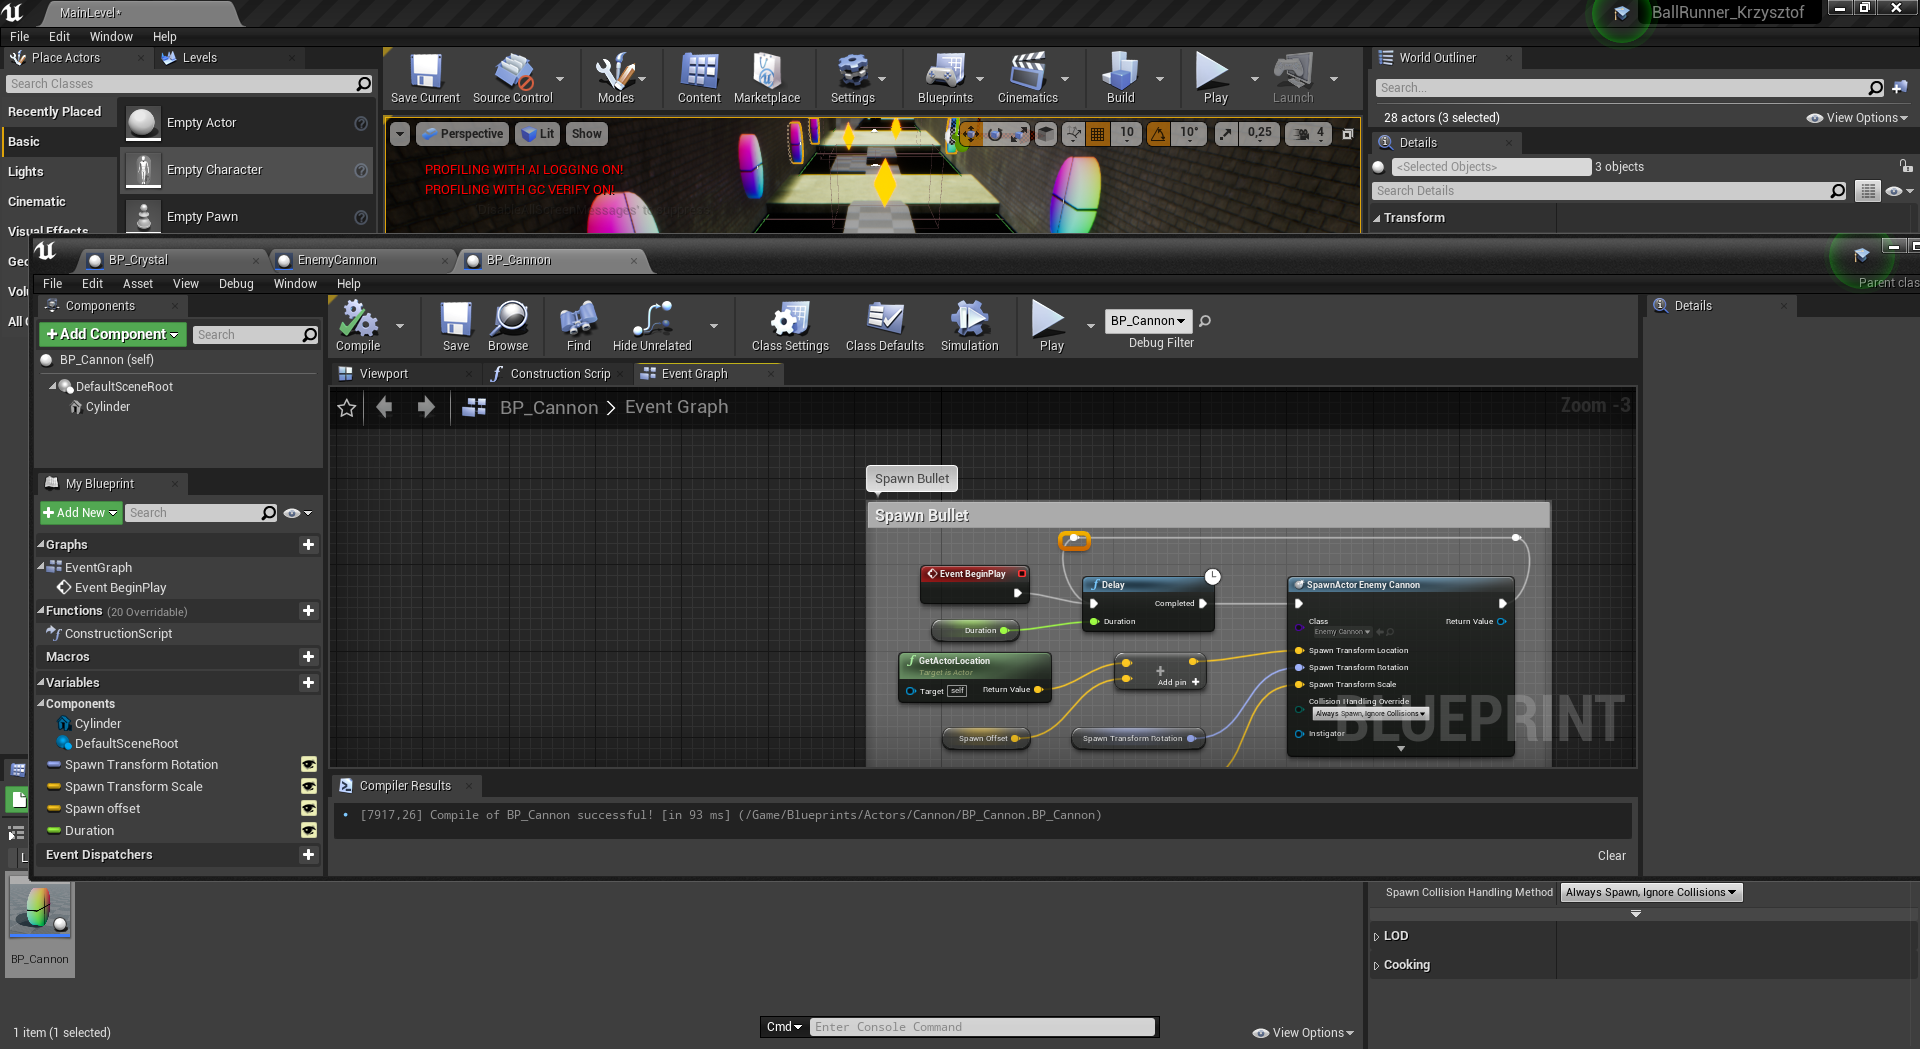 MainLevel*
BallRunner_Krzysztof
File Edit Window Help
Place Actors
Levels
Search Classes
Recently Placed
Basic
Lights
Cinematic
Visual Effects
Empty Actor
Empty Character
Empty Pawn
Save Current
Source Control
Modes
Content
Marketplace
Settings
Blueprints
Cinematics
Build
Play
Launch
Perspective
Lit
Show
10
10°
0,25
4
PROFILING WITH AI LOGGING ON!
PROFILING WITH GC VERIFY ON!
World Outliner
Search...
28 actors (3 selected)
View Options
Details
<Selected Objects>
3 objects
Search Details
Transform
BP_Crystal
EnemyCannon
BP_Cannon
File Edit Asset View Debug Window Help
Parent clas
Components
+Add Component
Search
BP_Cannon (self)
DefaultSceneRoot
Cylinder
Compile
Save
Browse
Find
Hide Unrelated
Class Settings
Class Defaults
Simulation
Play
BP_Cannon
Debug Filter
Details
Viewport
Construction Scrip
Event Graph
BP_Cannon > Event Graph
Zoom -3
My Blueprint
+Add New
Search
Graphs
EventGraph
Event BeginPlay
Functions (20 Overridable)
ConstructionScript
Macros
Variables
Components
Cylinder
DefaultSceneRoot
Spawn Transform Rotation
Spawn Transform Scale
Spawn offset
Duration
Event Dispatchers
Spawn Bullet
Spawn Bullet
Event BeginPlay
Duration
Delay
Completed
Duration
GetActorLocation
Target is Actor
Target self
Return Value
Add pin +
Spawn Offset
Spawn Transform Rotation
SpawnActor Enemy Cannon
Class
Enemy Cannon
Return Value
Spawn Transform Location
Spawn Transform Rotation
Spawn Transform Scale
Collision Handling Override
Always Spawn, Ignore Collisions
Instigator
BLUEPRINT
Compiler Results
[7917,26] Compile of BP_Cannon successful! [in 93 ms] (/Game/Blueprints/Actors/Cannon/BP_Cannon.BP_Cannon)
Clear
BP_Cannon
1 item (1 selected)
Cmd
Enter Console Command
View Options
Spawn Collision Handling Method
Always Spawn, Ignore Collisions
LOD
Cooking